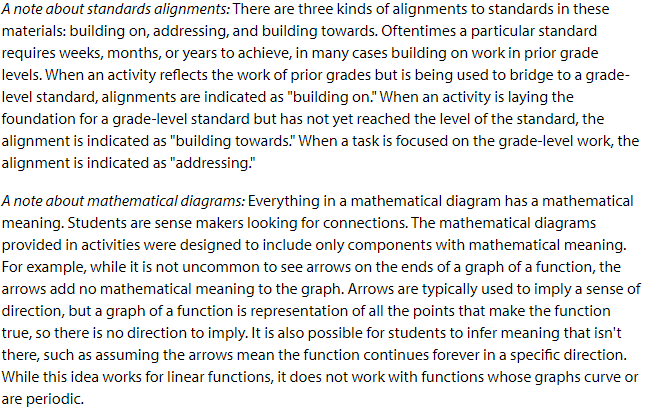 A note about standards alignments: There are three kinds of alignments to standards in these
materials: building on, addressing, and building towards. Oftentimes a particular standard
requires weeks, months, or years to achieve, in many cases building on work in prior grade
levels. When an activity reflects the work of prior grades but is being used to bridge to a grade-
level standard, alignments are indicated as "building on." When an activity is laying the
foundation for a grade-level standard but has not yet reached the level of the standard, the
alignment is indicated as "building towards." When a task is focused on the grade-level work, the
alignment is indicated as "addressing."
A note about mathematical diagrams: Everything in a mathematical diagram has a mathematical
meaning. Students are sense makers looking for connections. The mathematical diagrams
provided in activities were designed to include only components with mathematical meaning.
For example, while it is not uncommon to see arrows on the ends of a graph of a function, the
arrows add no mathematical meaning to the graph. Arrows are typically used to imply a sense of
direction, but a graph of a function is representation of all the points that make the function
true, so there is no direction to imply. It is also possible for students to infer meaning that isn't
there, such as assuming the arrows mean the function continues forever in a specific direction.
While this idea works for linear functions, it does not work with functions whose graphs curve or
are periodic.